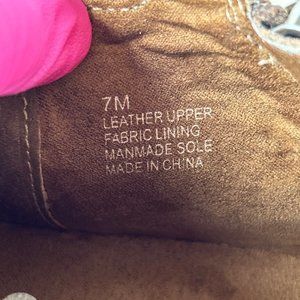 7M
LEATHER UPPER
FABRIC LINING
MANMADE SOLE
MADE IN CHINA